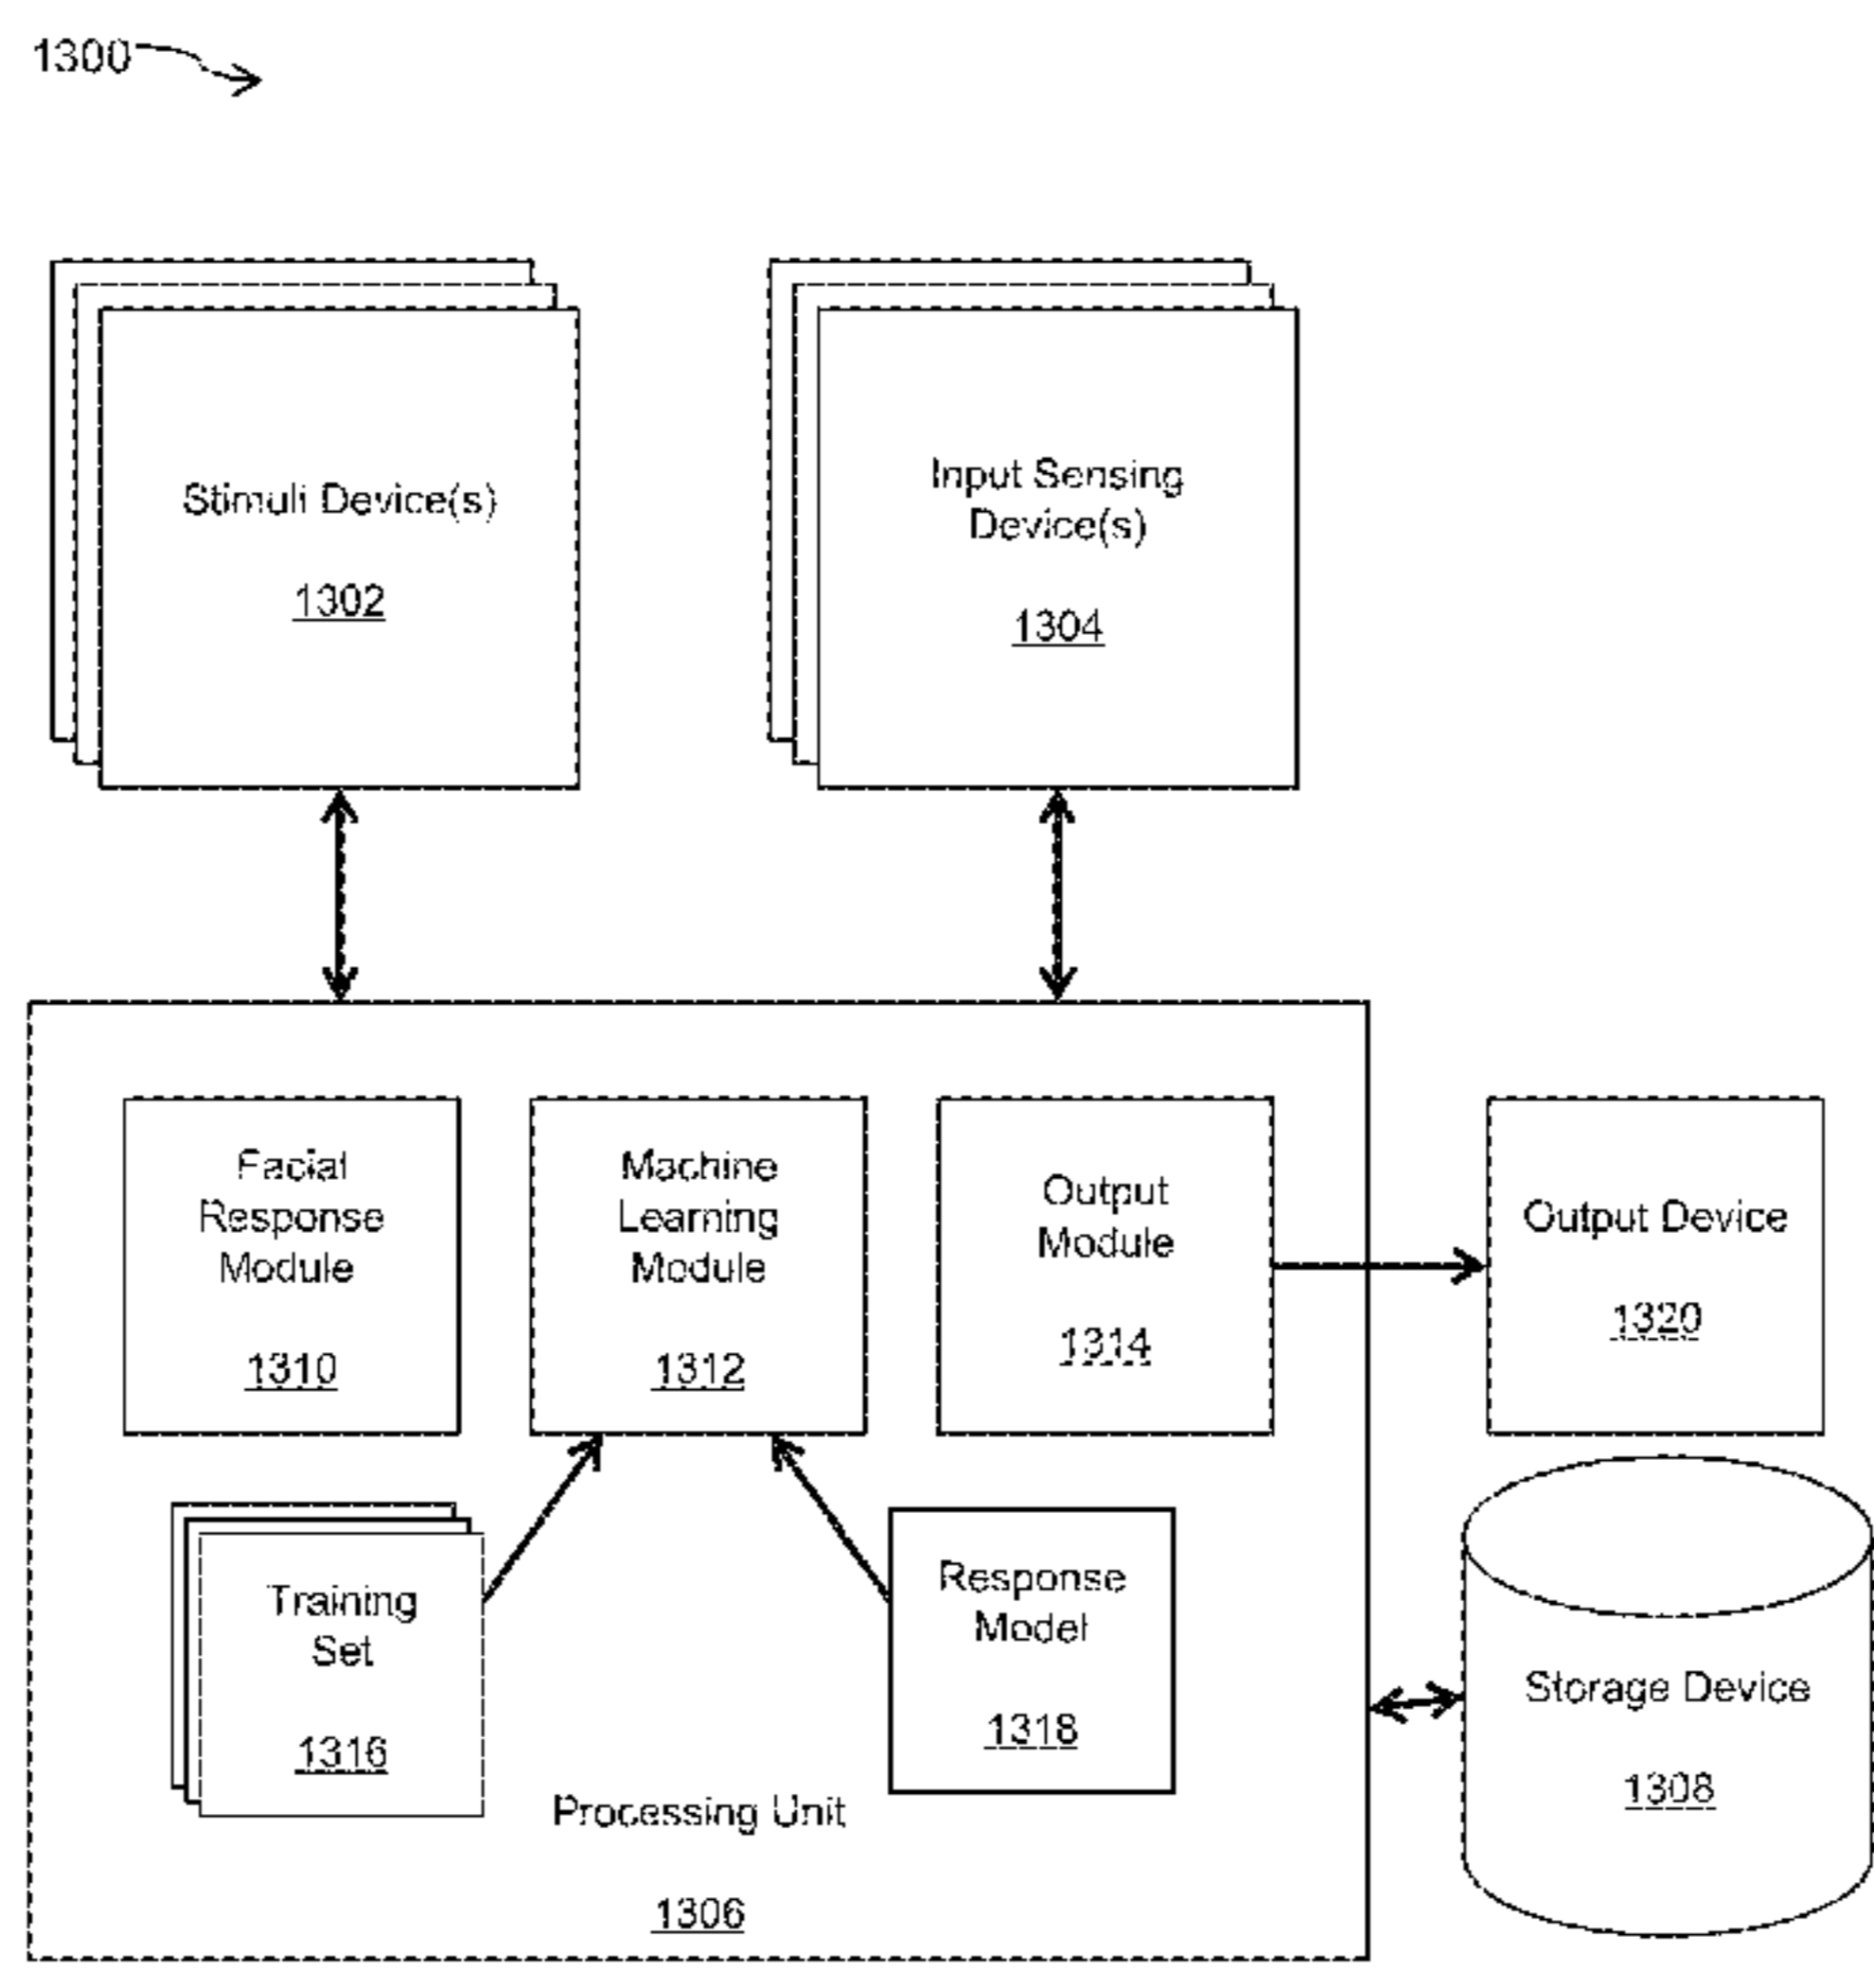 1300
Stimuli Device(s)
1302
Input Sensing
Device(s)
1304
Facial
Response
Module
1310
Machine
Learning
Module
1312
Output
Module
1314
Output Device
1320
Training
Set
1316
Response
Model
1318
Storage Device
1308
Processing Unit
1306